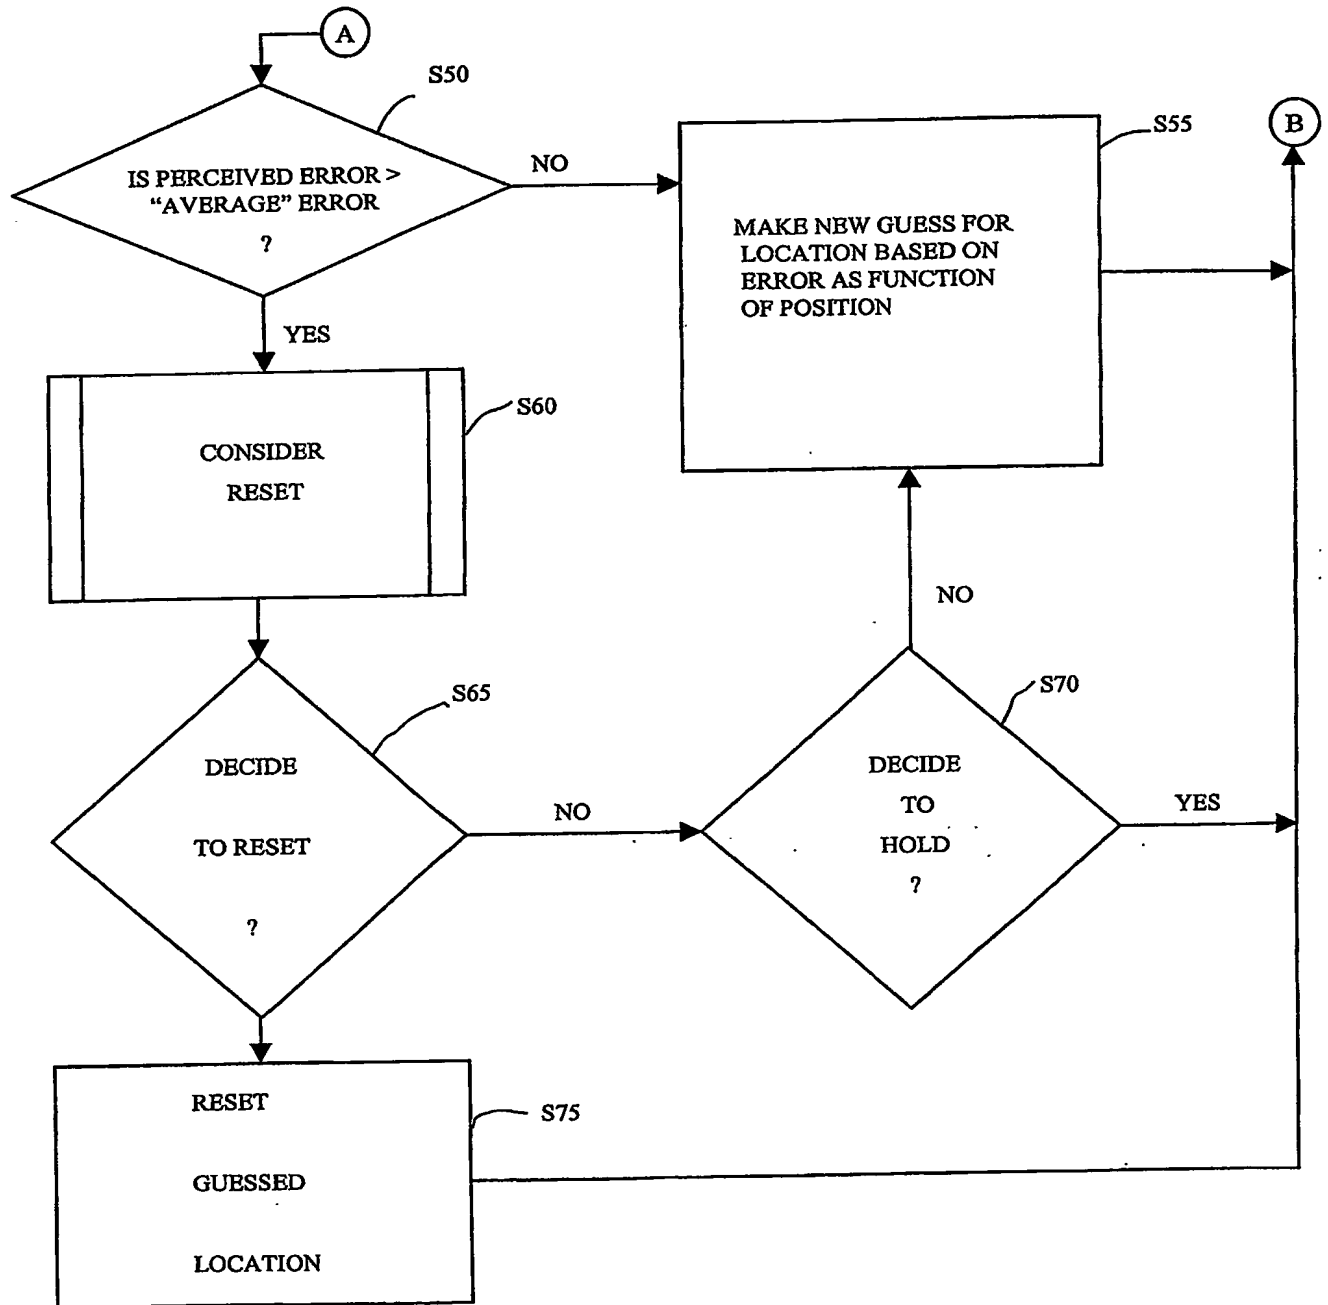 A
S50
IS PERCEIVED ERROR >
“AVERAGE” ERROR
?
NO
YES
S55
MAKE NEW GUESS FOR
LOCATION BASED ON
ERROR AS FUNCTION
OF POSITION
B
S60
CONSIDER
RESET
S65
DECIDE
TO RESET
?
NO
S70
DECIDE
TO
HOLD
?
NO
YES
S75
RESET
GUESSED
LOCATION